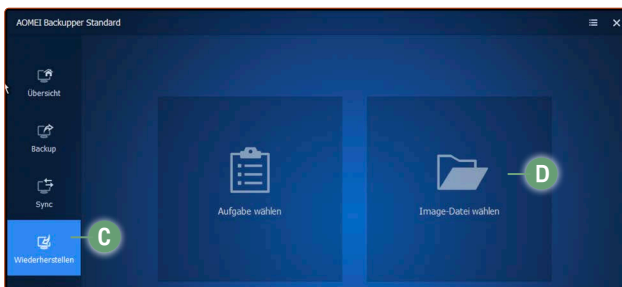 AOMEI Backupper Standard
Übersicht
Backup
Sync
Wiederherstellen
C
Aufgabe wählen
Image-Datei wählen
D